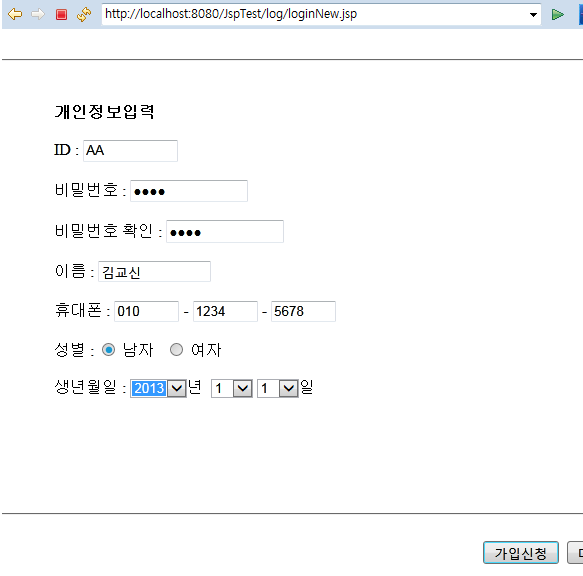 http://localhost:8080/JspTest/log/loginNew.jsp
개인정보입력
ID : AA
비밀번호 : ●●●●
비밀번호 확인 : ●●●●
이름 : 김교신
휴대폰 : 010 - 1234 - 5678
성별 : 남자 여자
생년월일 : 2013 년 1 1 일
가입신청